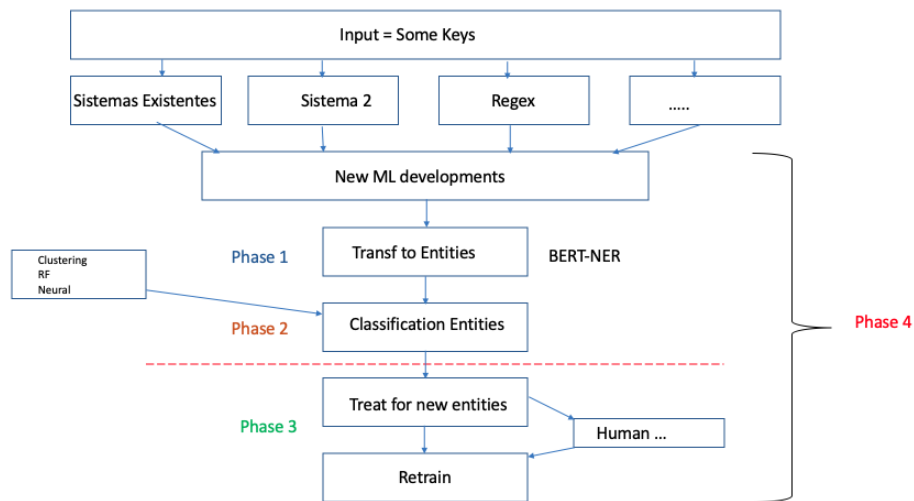 Input = Some Keys
Sistemas Existentes
Sistema 2
Regex
.....
New ML developments
Phase 1
Transf to Entities
BERT-NER
Clustering
RF
Neural
Phase 2
Classification Entities
Phase 4
Treat for new entities
Phase 3
Human ...
Retrain